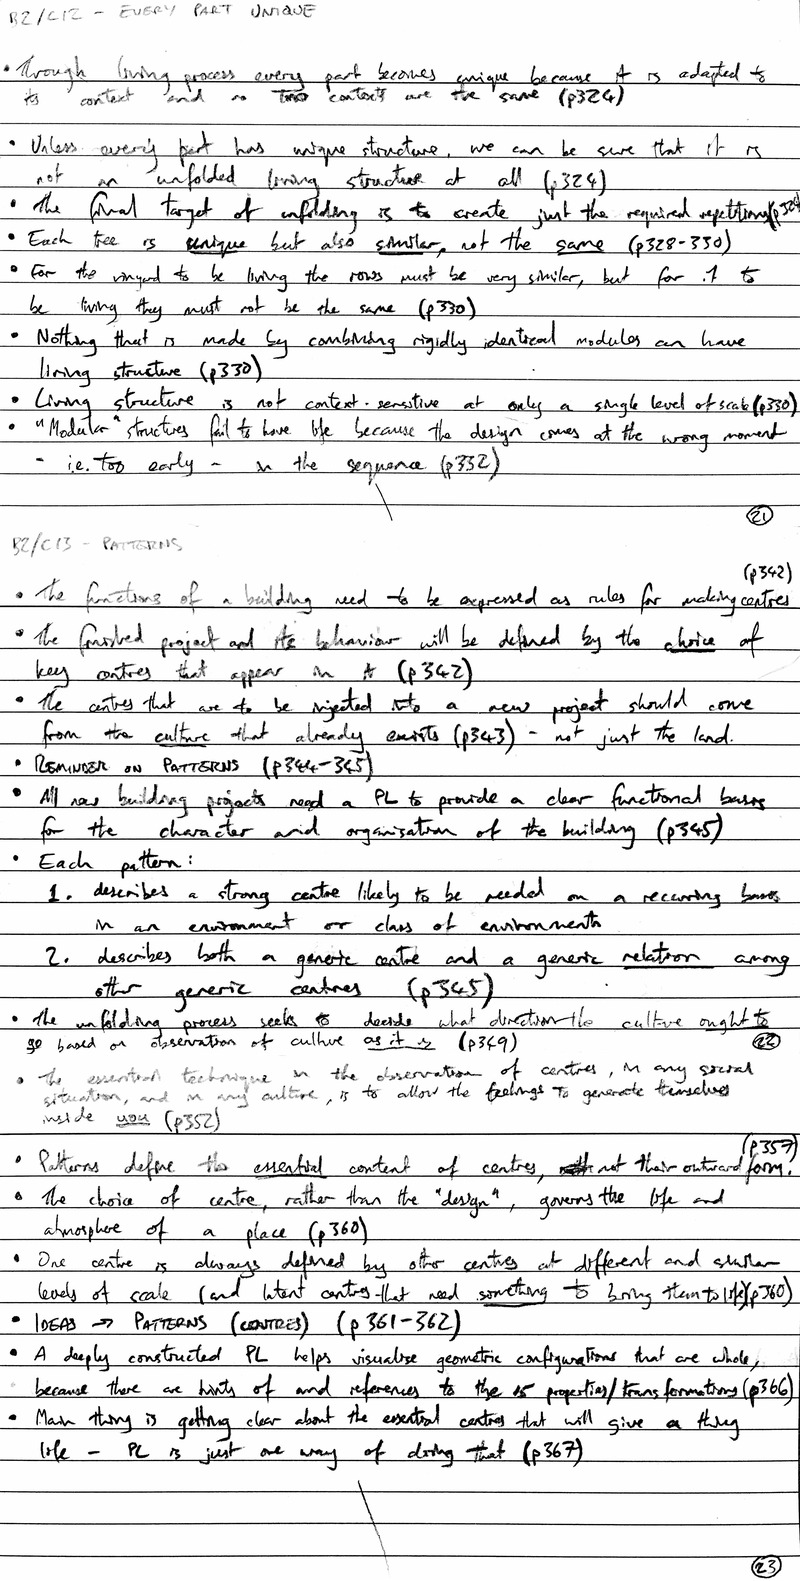 B2/C12 - EVERY PART UNIQUE
• Through living process every part becomes unique because it is adapted to
its context and no two contexts are the same (p324)
• Unless every part has unique structure, we can be sure that it is
not an unfolded living structure at all (p324)
• The final target of unfolding is to create just the required repetitions
• Each tree is unique but also similar, not the same (p328-330)
• For the vineyard to be living the rows must be very similar, but for it to
be living they must not be the same (p330)
• Nothing that is made by combining rigidly identical modules can have
living structure (p330)
• Living structure is not context-sensitive at only a single level of scale (p330)
• "Modular" structures fail to have life because the design comes at the wrong moment
- i.e. too early - in the sequence (p332)
21
B2/C13 - PATTERNS
(p342)
• The functions of a building need to be expressed as rules for making centres
• The finished project and its behaviour will be defined by the choice of
key centres that appear in it (p342)
• The centres that are to be injected into a new project should come
from the culture that already exists (p343) - not just the land.
• REMINDER ON PATTERNS (p344-345)
• All new building projects need a PL to provide a clear functional basis
for the character and organisation of the building (p345)
• Each pattern:
1. describes a strong centre likely to be needed on a recurring basis
in an environment or class of environments
2. describes both a generic centre and a generic relation among
other generic centres (p345)
• The unfolding process seeks to decide what direction the culture ought to
go based on observation of culture as it is (p349)
22
• The essential technique in the observation of centres, in any social
situation, and in any culture, is to allow the feelings to generate themselves
inside you (p352)
(p357)
• Patterns define the essential content of centres, not their outward form.
• The choice of centre, rather than the "design", governs the life and
atmosphere of a place (p360)
• One centre is always defined by other centres at different and similar
levels of scale (and latent centres that need something to bring them to life)(p360)
• IDEAS → PATTERNS (CENTRES) (p361-362)
• A deeply constructed PL helps visualise geometric configurations that are whole,
because there are hints of and references to the 15 properties/transformations (p366)
• Main thing is getting clear about the essential centres that will give a thing
life - PL is just one way of doing that (p367)
23